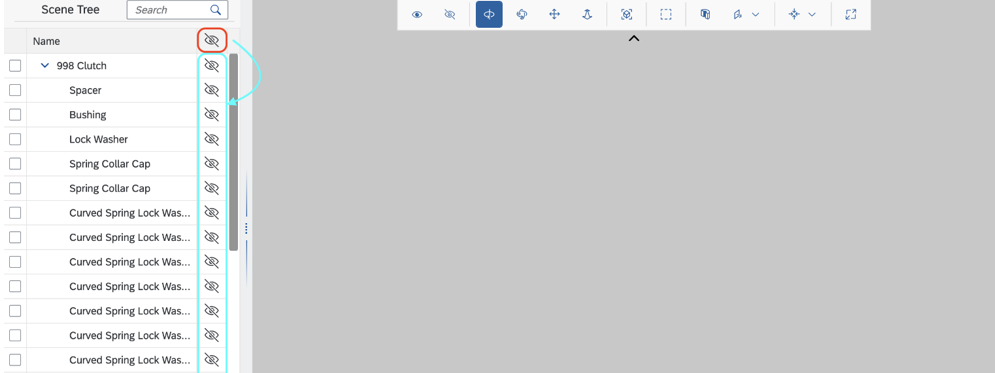 Scene Tree
Search
Name
998 Clutch
Spacer
Bushing
Lock Washer
Spring Collar Cap
Spring Collar Cap
Curved Spring Lock Was...
Curved Spring Lock Was...
Curved Spring Lock Was...
Curved Spring Lock Was...
Curved Spring Lock Was...
Curved Spring Lock Was...
Curved Spring Lock Was...